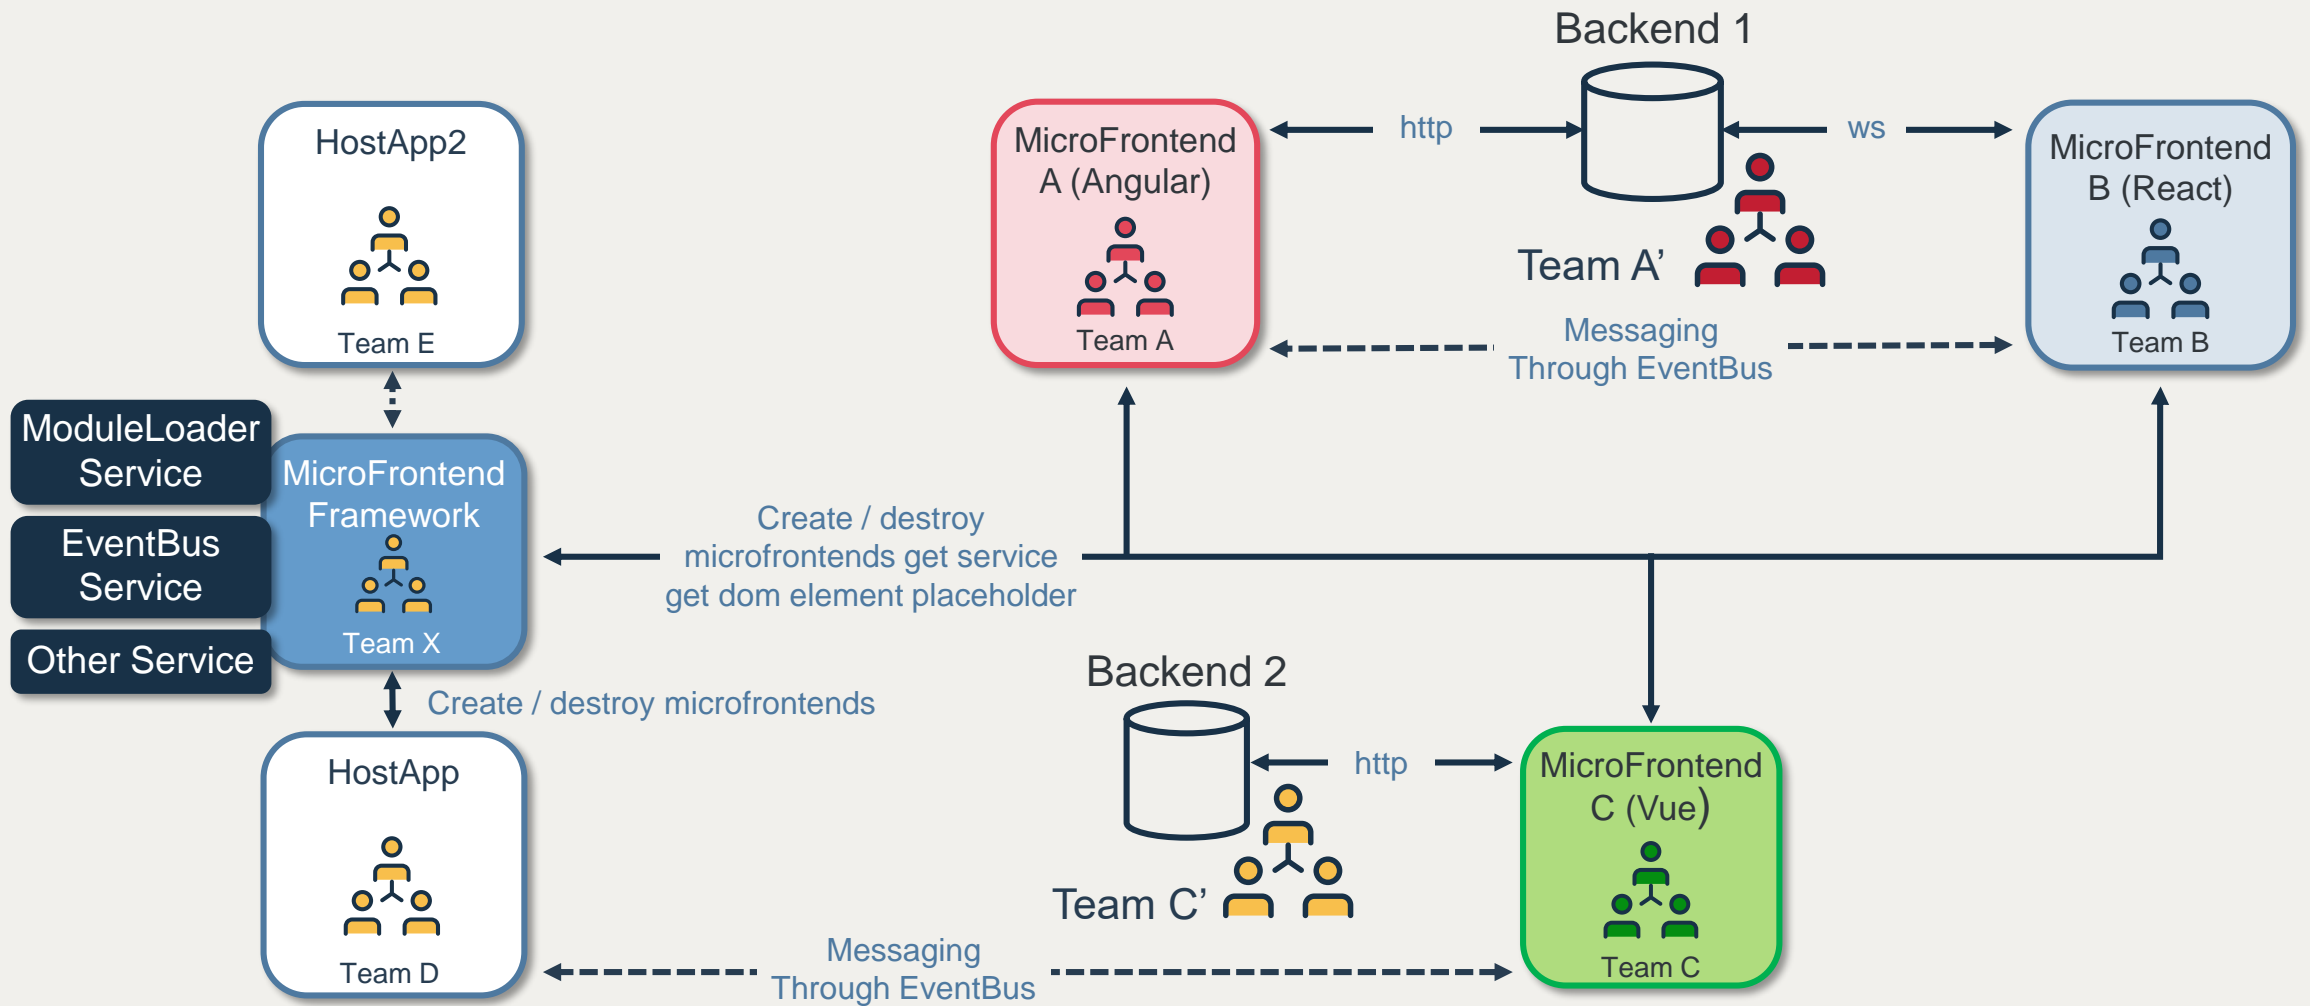 Backend 1
HostApp2
Team E
MicroFrontend
A (Angular)
Team A
http
ws
Team A’
Messaging
Through EventBus
MicroFrontend
B (React)
Team B
ModuleLoader
Service
EventBus
Service
Other Service
MicroFrontend
Framework
Team X
Create / destroy
microfrontends get service
get dom element placeholder
Create / destroy microfrontends
HostApp
Team D
Backend 2
http
Team C’
MicroFrontend
C (Vue)
Team C
Messaging
Through EventBus